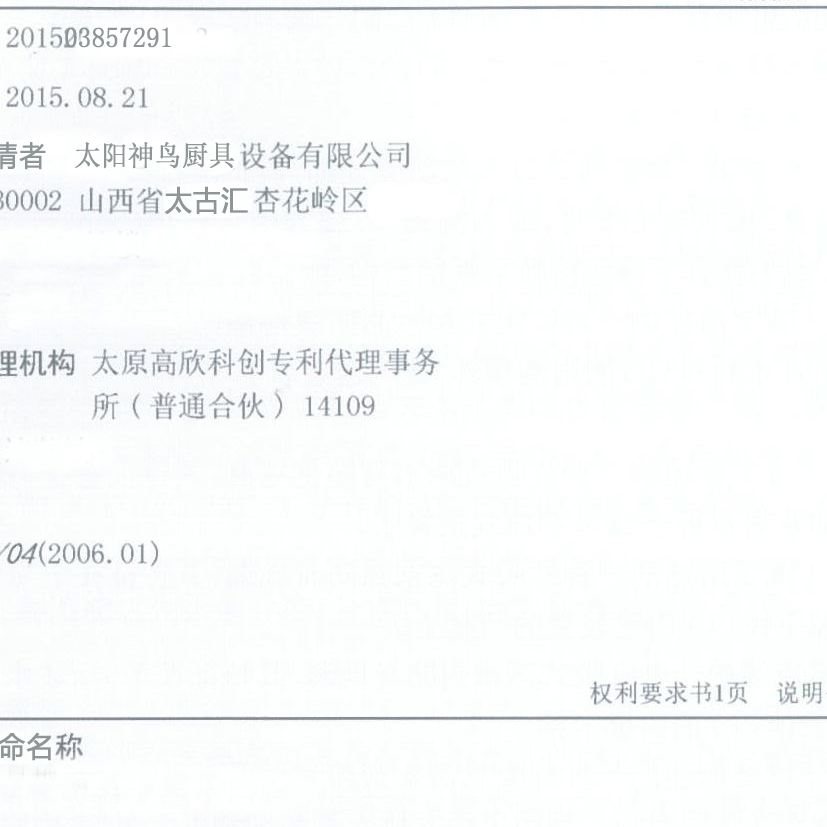 201503857291
2015.08.21
请者 太阳神鸟厨具设备有限公司
30002 山西省太古汇杏花岭区
理机构 太原高欣科创专利代理事务
所(普通合伙) 14109
/04(2006.01)
权利要求书1页 说明
命名称